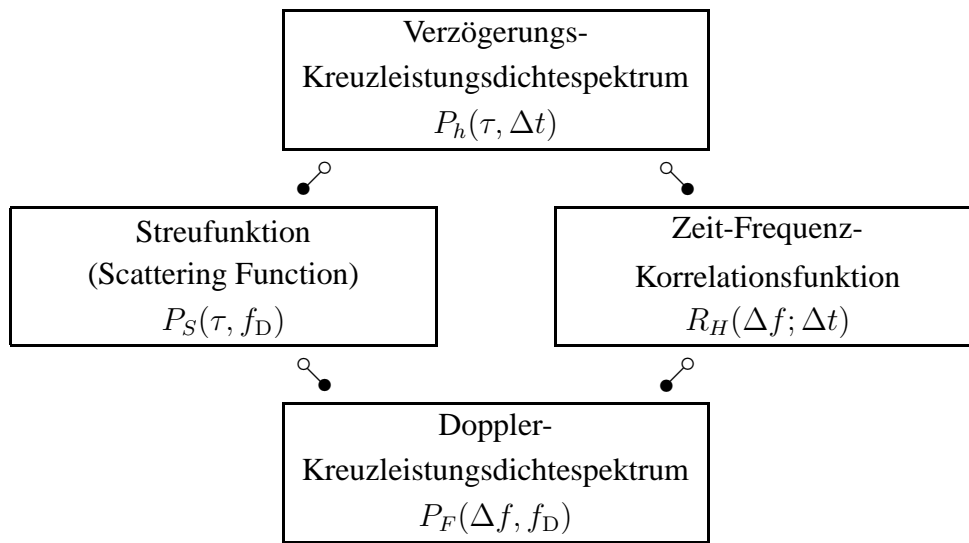 Verzögerungs-
Kreuzleistungsdichtespektrum
P_h(τ, Δt)
Streufunktion
(Scattering Function)
P_S(τ, f_D)
Zeit-Frequenz-
Korrelationsfunktion
R_H(Δf; Δt)
Doppler-
Kreuzleistungsdichtespektrum
P_F(Δf, f_D)